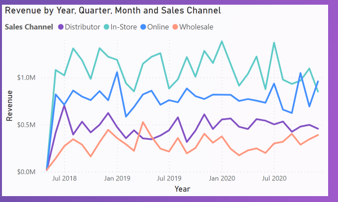 Revenue by Year, Quarter, Month and Sales Channel
Sales Channel Distributor In-Store Online Wholesale
$1.0M
$0.5M
$0.0M
Revenue
Jul 2018 Jan 2019 Jul 2019 Jan 2020 Jul 2020
Year